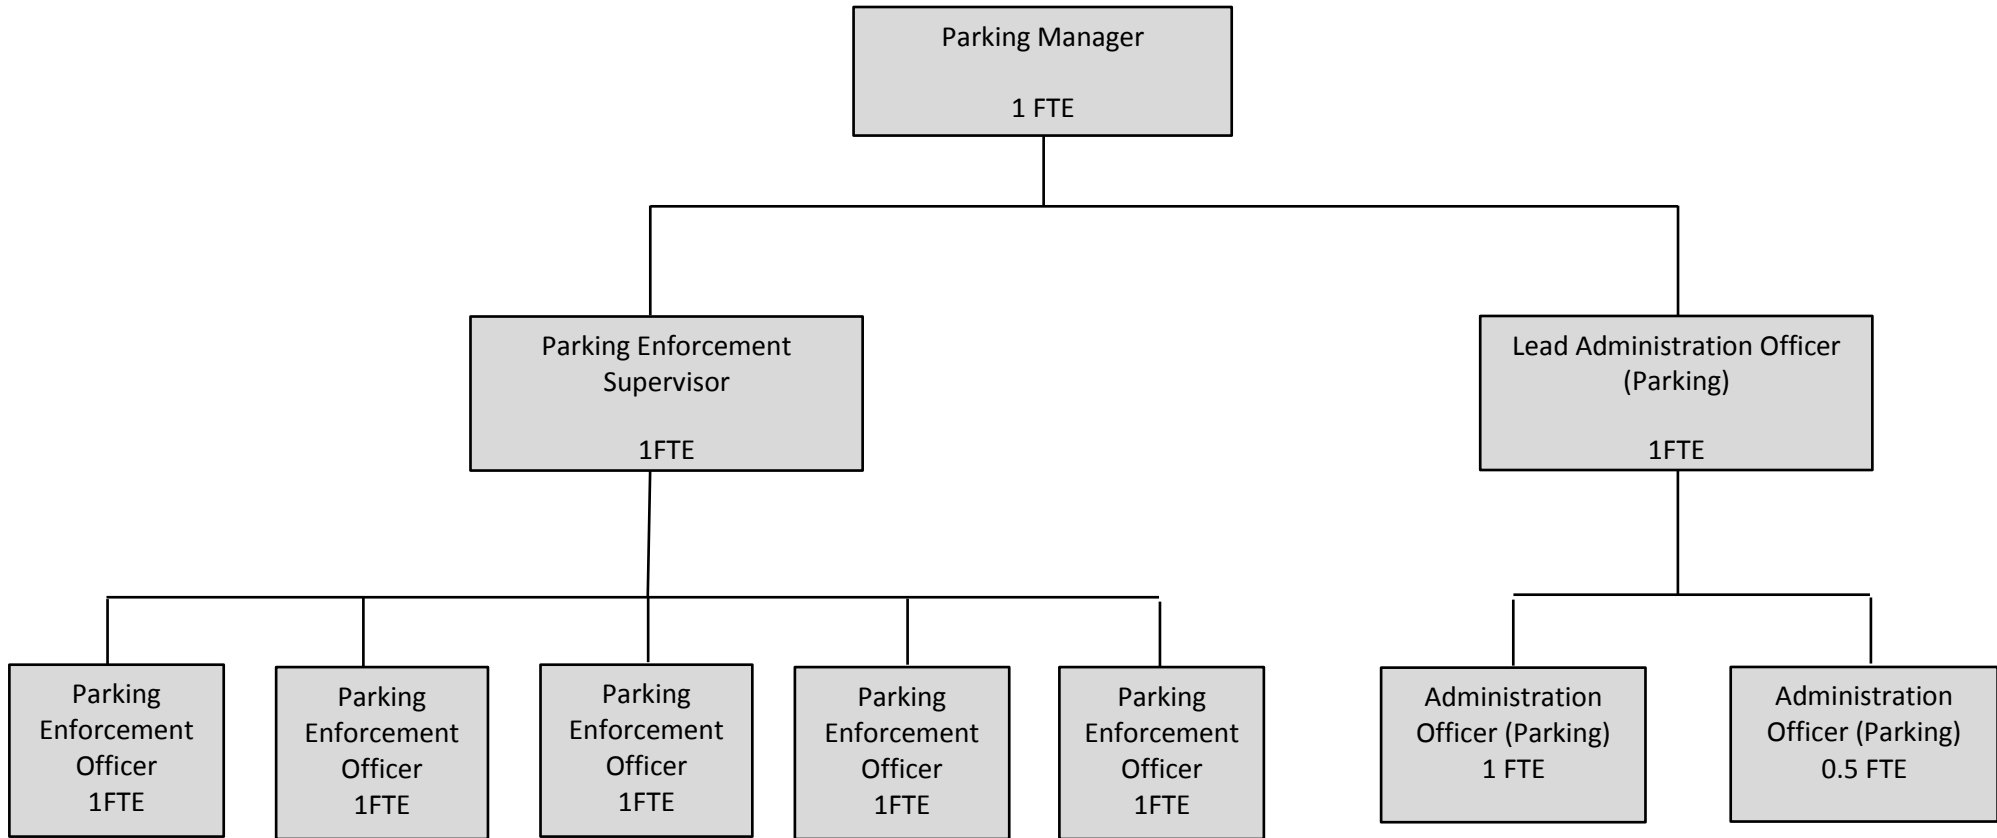 Parking Manager
1 FTE
Parking Enforcement
Supervisor
1FTE
Lead Administration Officer
(Parking)
1FTE
Parking
Enforcement
Officer
1FTE
Parking
Enforcement
Officer
1FTE
Parking
Enforcement
Officer
1FTE
Parking
Enforcement
Officer
1FTE
Parking
Enforcement
Officer
1FTE
Administration
Officer (Parking)
1 FTE
Administration
Officer (Parking)
0.5 FTE